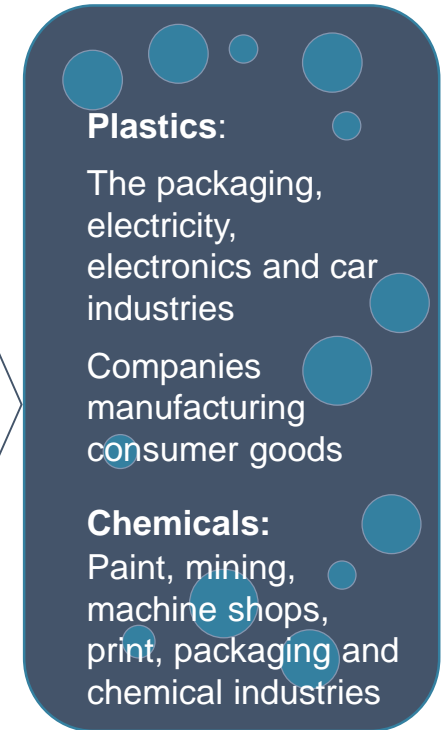 Plastics:
The packaging,
electricity,
electronics and car
industries
Companies
manufacturing
consumer goods
Chemicals:
Paint, mining,
machine shops,
print, packaging and
chemical industries